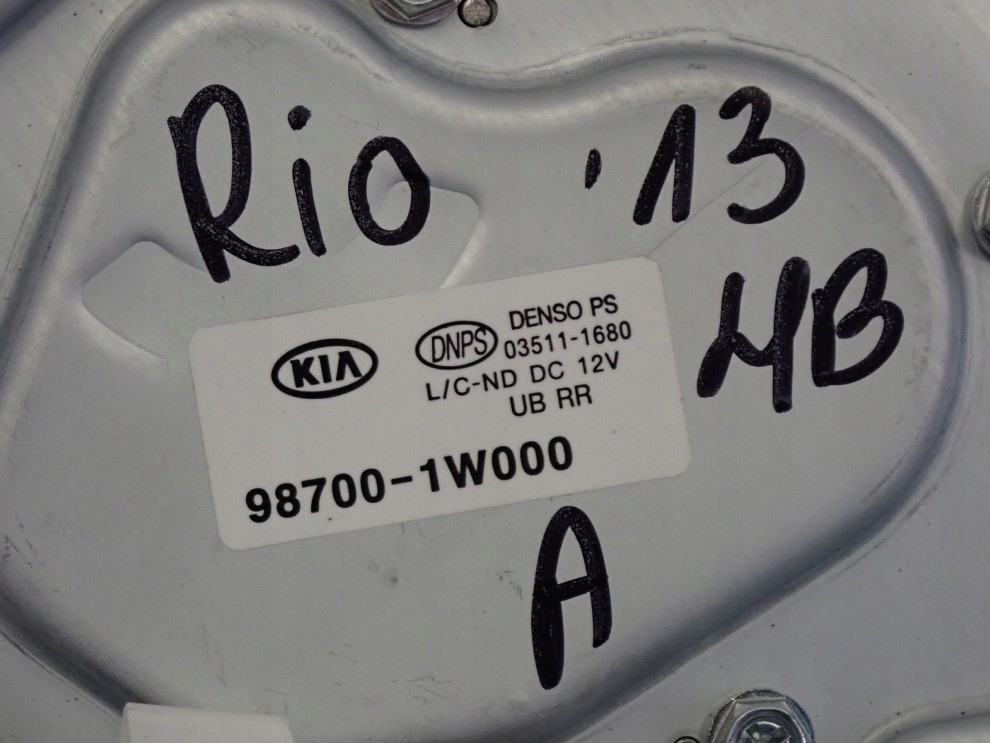 Rio '13
HB
KIA
DNPS
DENSO PS
03511-1680
L/C-ND DC 12V
UB RR
98700-1W000
A